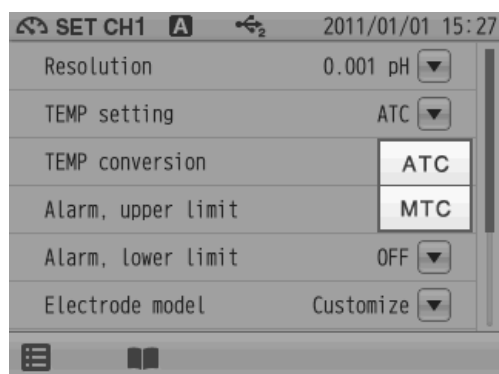 SET CH1 A 2 2011/01/01 15:27
Resolution 0.001 pH
TEMP setting ATC
TEMP conversion ATC
Alarm, upper limit MTC
Alarm, lower limit OFF
Electrode model Customize